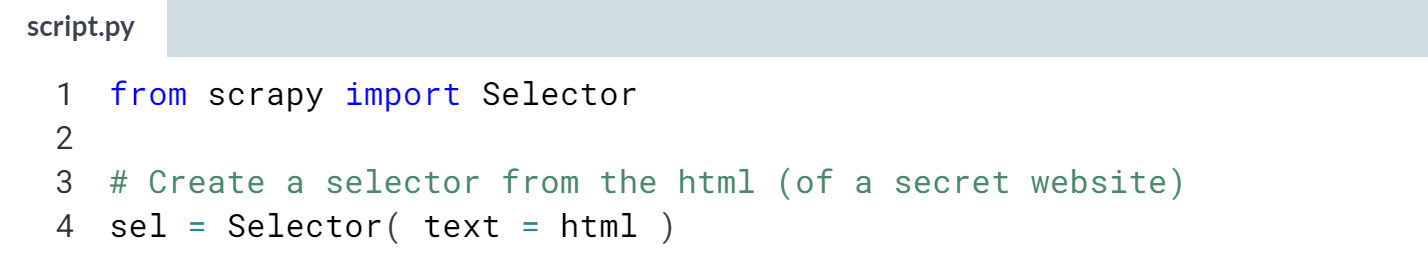 script.py
1 from scrapy import Selector
2
3 # Create a selector from the html (of a secret website)
4 sel = Selector( text = html )